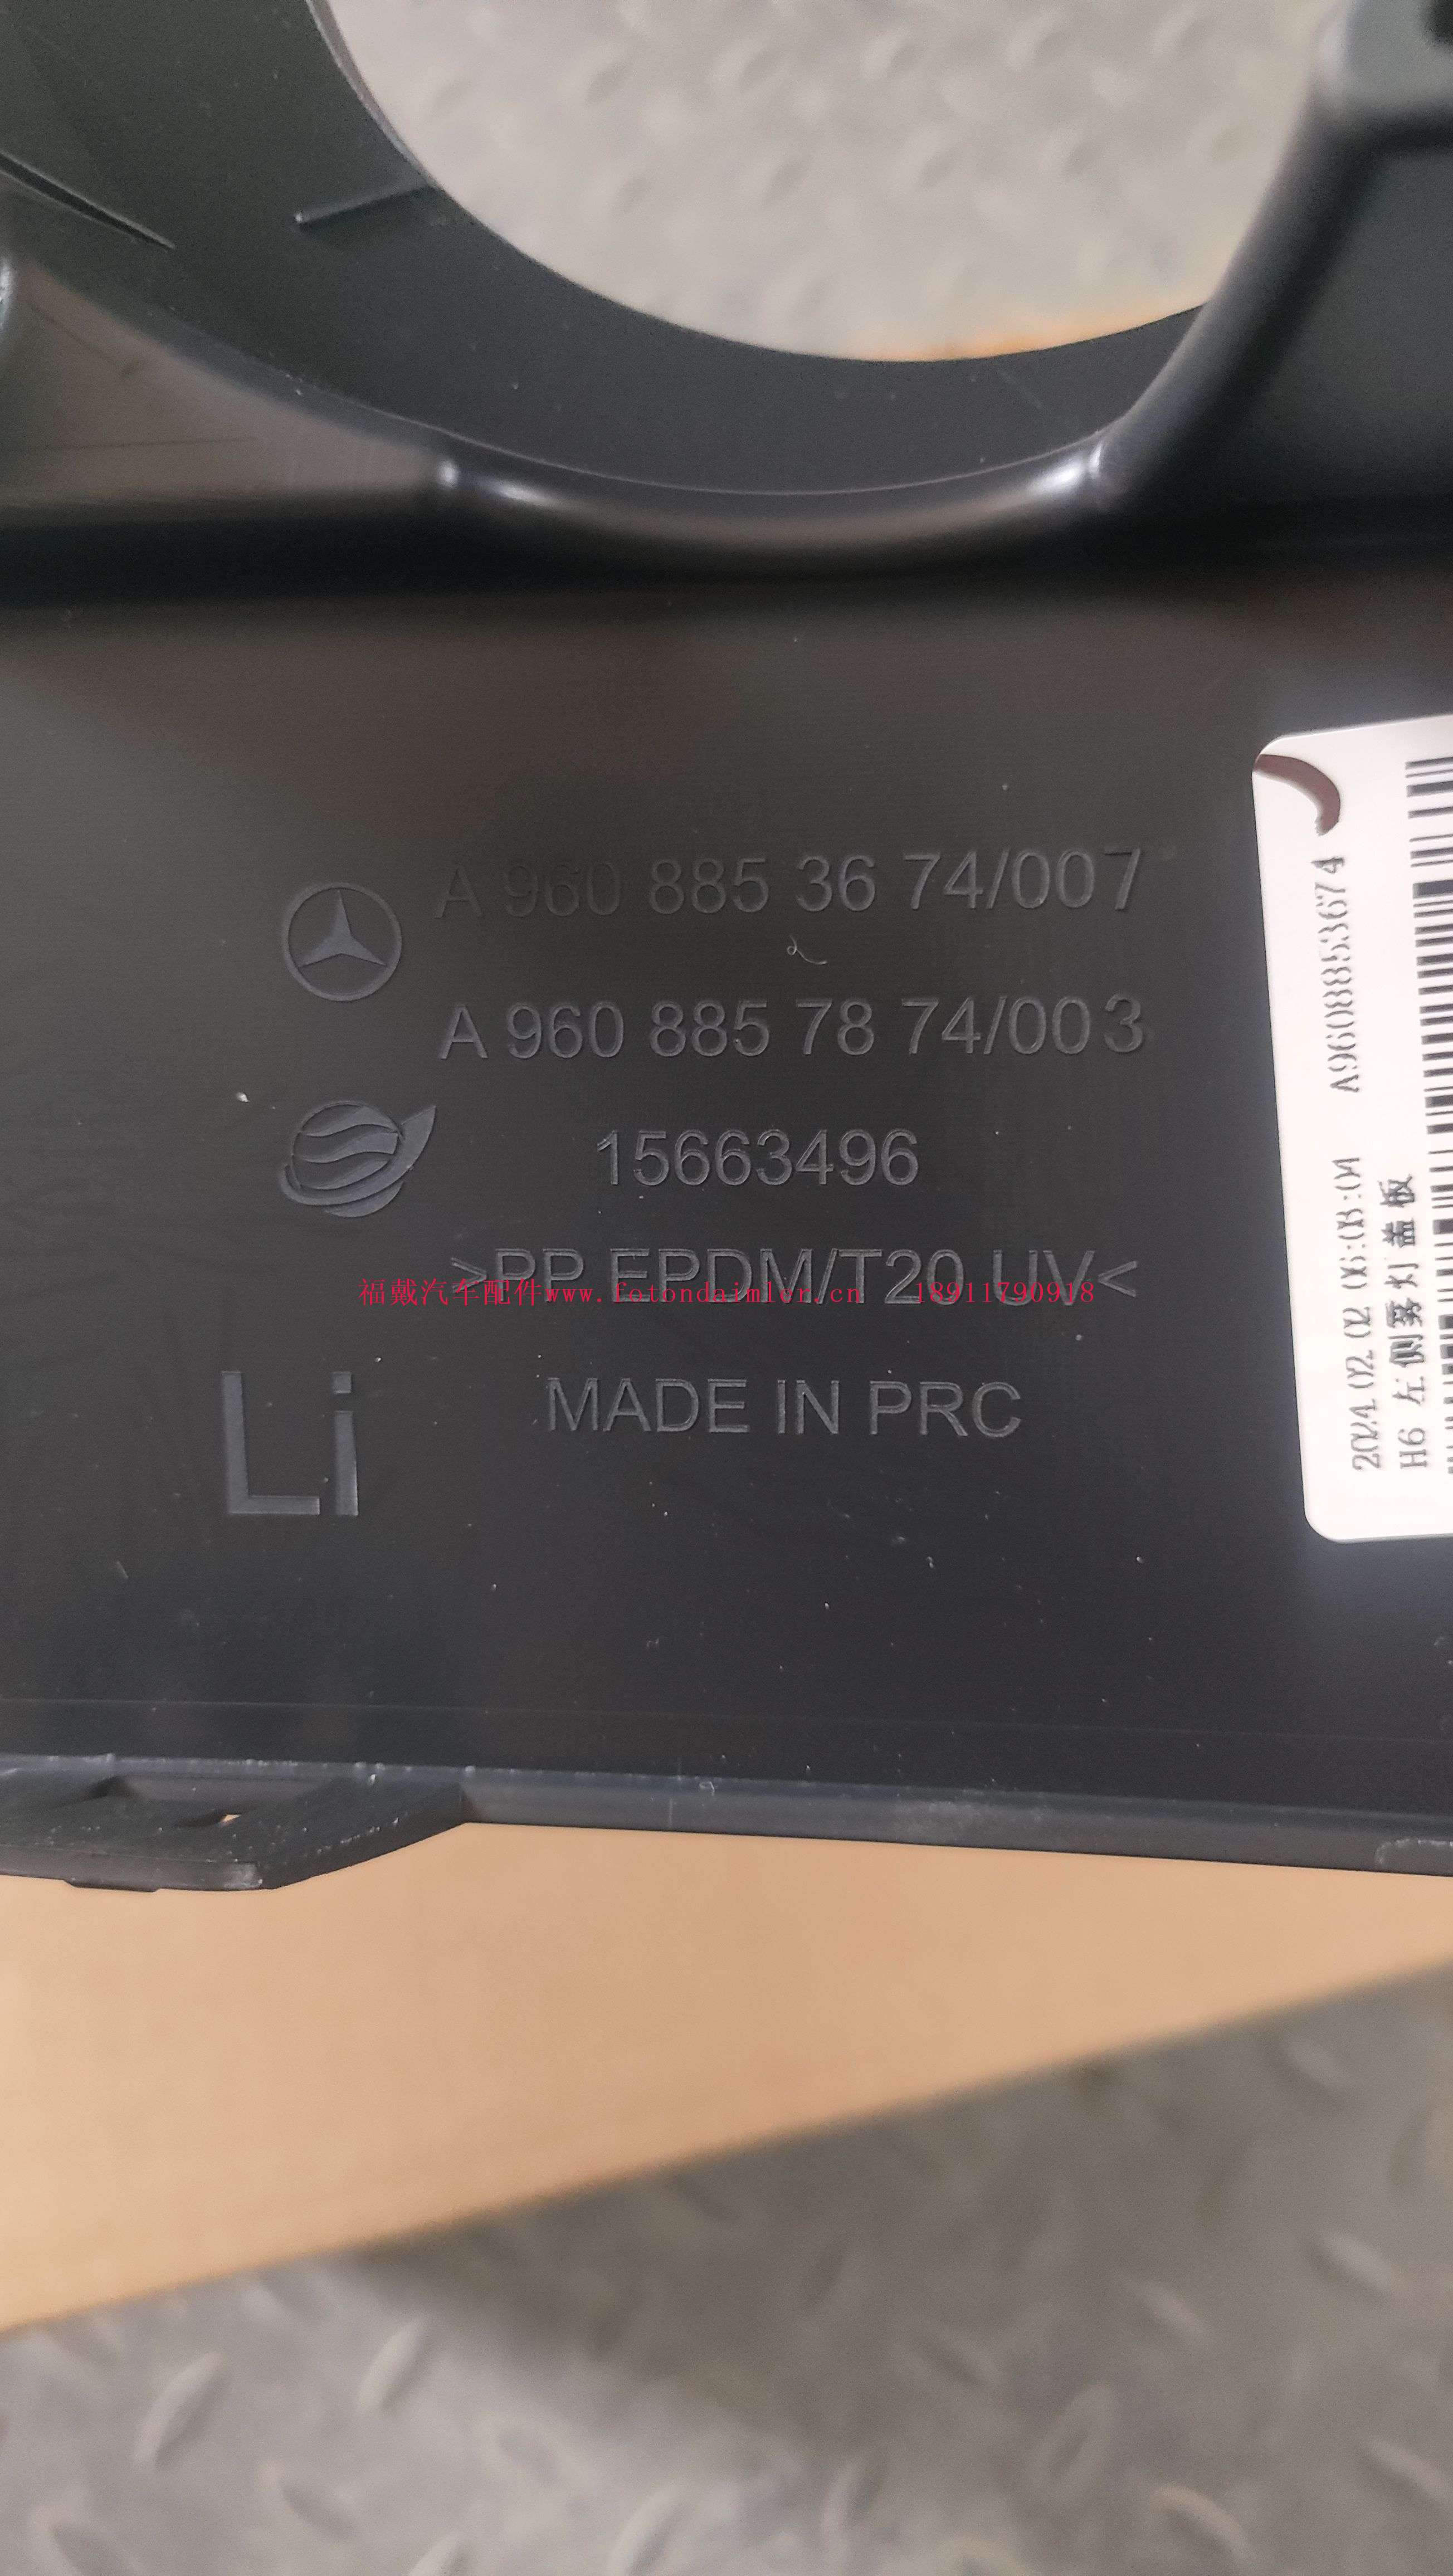 A 960 885 36 74/007
A 960 885 78 74/003
15663496
>PP EPDM/T20 UV<
福戴汽车配件www.fotondaimler.cn 18911790918
Li
MADE IN PRC
A9608853674
H6 左侧雾灯盖板